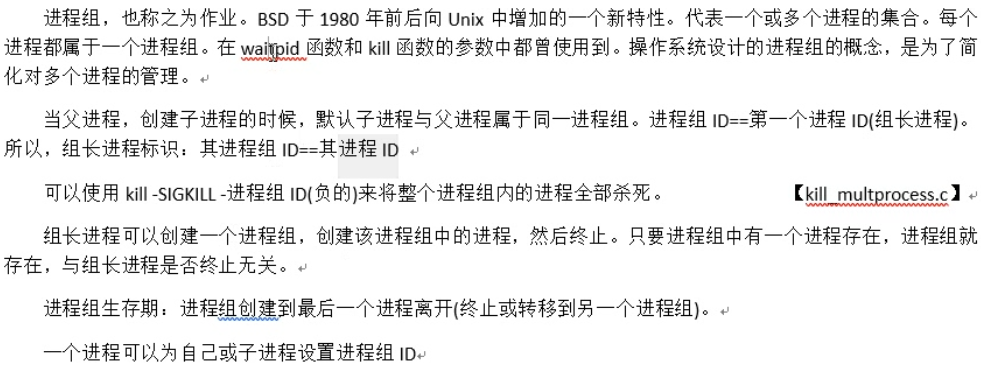 进程组，也称之为作业。BSD 于 1980 年前后向 Unix 中增加的一个新特性。代表一个或多个进程的集合。每个
进程都属于一个进程组。在 waitpid 函数和 kill 函数的参数中都曾使用到。操作系统设计的进程组的概念，是为了简
化对多个进程的管理。
当父进程，创建子进程的时候，默认子进程与父进程属于同一进程组。进程组 ID==第一个进程 ID(组长进程)。
所以，组长进程标识：其进程组 ID==其进程 ID
可以使用 kill -SIGKILL -进程组 ID(负的)来将整个进程组内的进程全部杀死。 【kill_multprocess.c】
组长进程可以创建一个进程组，创建该进程组中的进程，然后终止。只要进程组中有一个进程存在，进程组就
存在，与组长进程是否终止无关。
进程组生存期：进程组创建到最后一个进程离开(终止或转移到另一个进程组)。
一个进程可以为自己或子进程设置进程组 ID